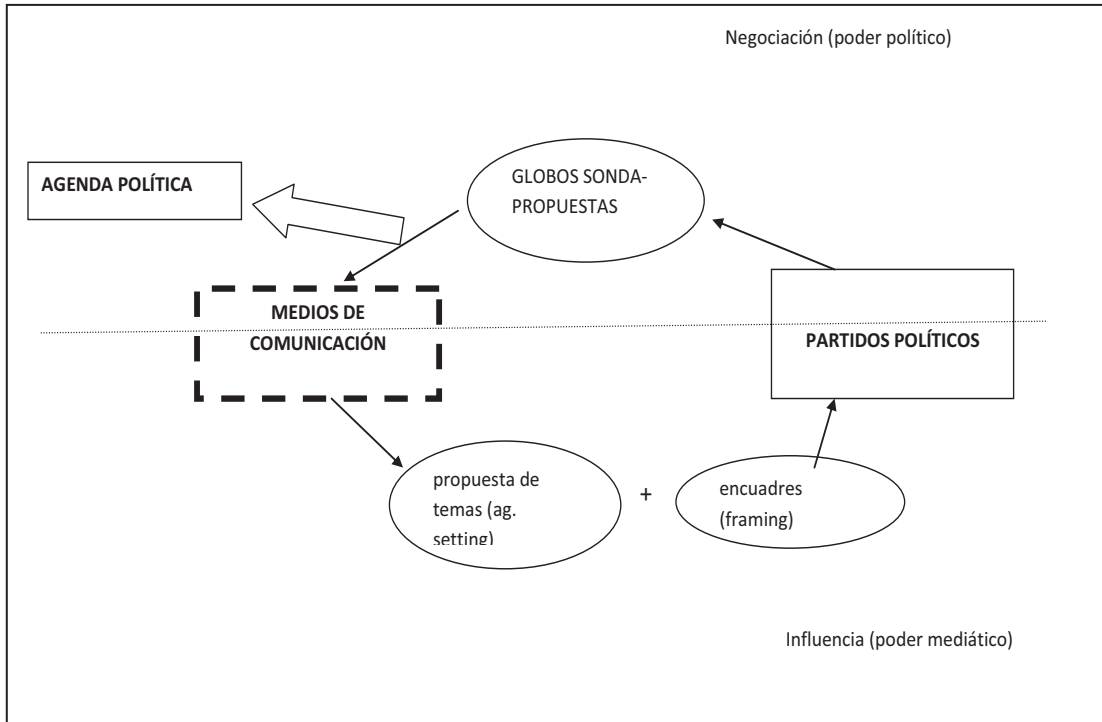 Negociación (poder político)
GLOBOS SONDA-
PROPUESTAS
AGENDA POLÍTICA
MEDIOS DE
COMUNICACIÓN
PARTIDOS POLÍTICOS
propuesta de
temas (ag.
setting)
+
encuadres
(framing)
Influencia (poder mediático)